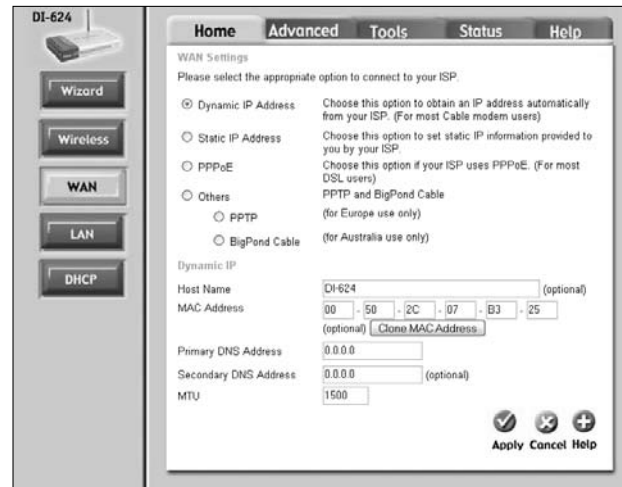 DI-624
Home Advanced Tools Status Help
Wizard
Wireless
WAN
LAN
DHCP
WAN Settings
Please select the appropriate option to connect to your ISP.
Dynamic IP Address Choose this option to obtain an IP address automatically
from your ISP. (For most Cable modem users)
Static IP Address Choose this option to set static IP information provided to
you by your ISP.
PPPoE Choose this option if your ISP uses PPPoE. (For most
DSL users)
Others PPTP and BigPond Cable
PPTP (for Europe use only)
BigPond Cable (for Australia use only)
Dynamic IP
Host Name DI-624 (optional)
MAC Address 00 - 50 - 2C - 07 - B3 - 25
(optional) Clone MAC Address
Primary DNS Address 0.0.0.0
Secondary DNS Address 0.0.0.0 (optional)
MTU 1500
Apply Cancel Help